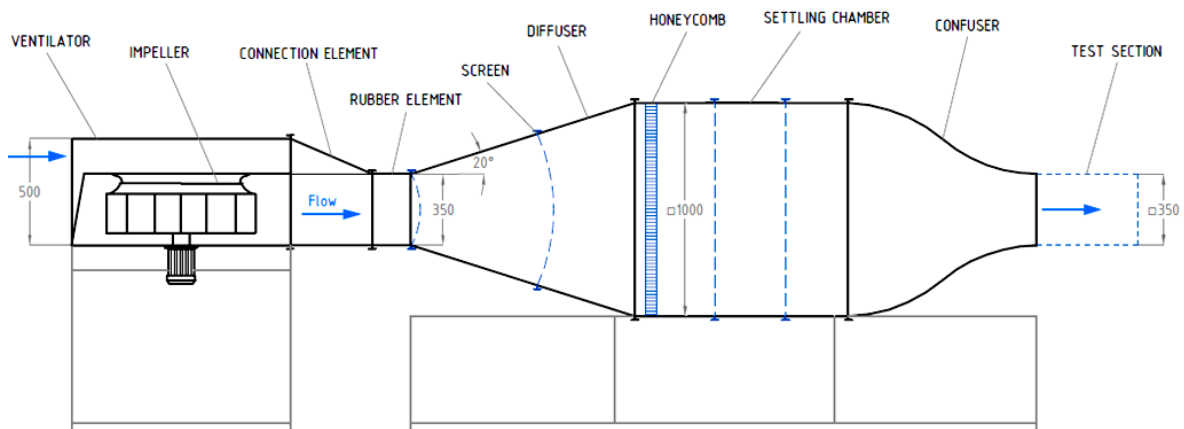 VENTILATOR
IMPELLER
CONNECTION ELEMENT
RUBBER ELEMENT
SCREEN
DIFFUSER
HONEYCOMB
SETTLING CHAMBER
CONFUSER
TEST SECTION
500
Flow
20°
350
□1000
□350